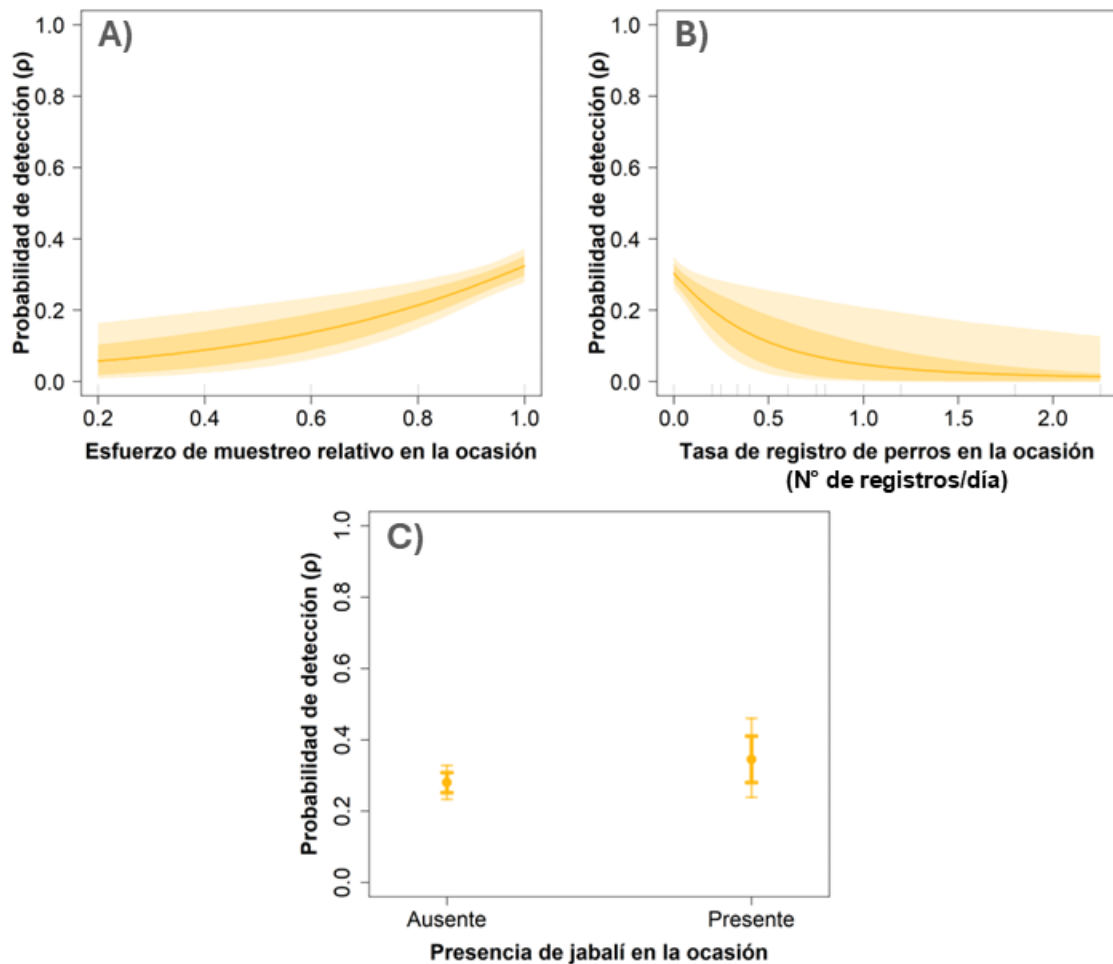 A)
Probabilidad de detección (ρ)
1.0
0.8
0.6
0.4
0.2
0.0
0.2 0.4 0.6 0.8 1.0
Esfuerzo de muestreo relativo en la ocasión
B)
Probabilidad de detección (ρ)
1.0
0.8
0.6
0.4
0.2
0.0
0.0 0.5 1.0 1.5 2.0
Tasa de registro de perros en la ocasión
(N° de registros/día)
C)
Probabilidad de detección (ρ)
1.0
0.8
0.6
0.4
0.2
0.0
Ausente Presente
Presencia de jabalí en la ocasión